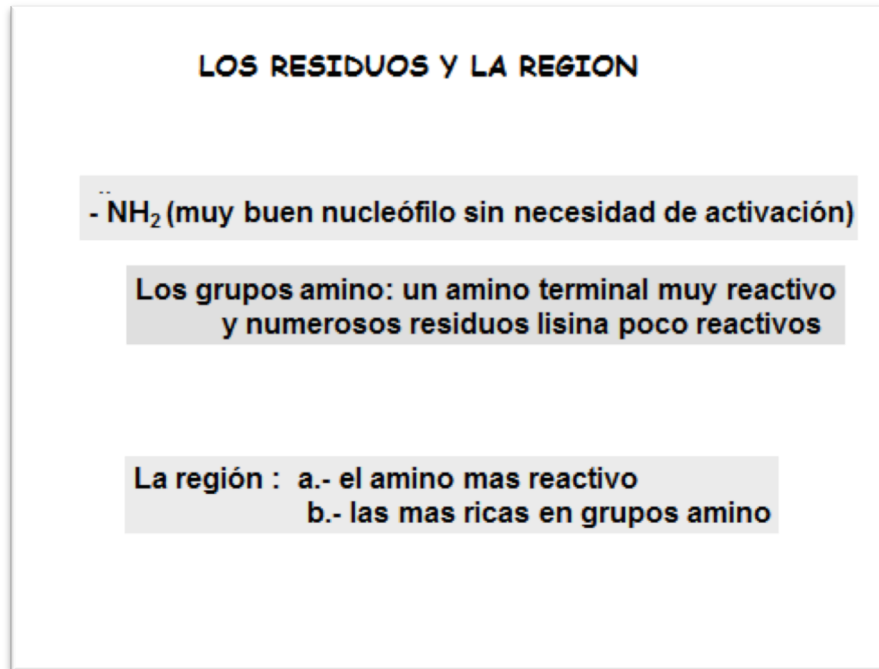 LOS RESIDUOS Y LA REGION
- N̈H₂ (muy buen nucleófilo sin necesidad de activación)
Los grupos amino: un amino terminal muy reactivo
y numerosos residuos lisina poco reactivos
La región : a.- el amino mas reactivo
b.- las mas ricas en grupos amino